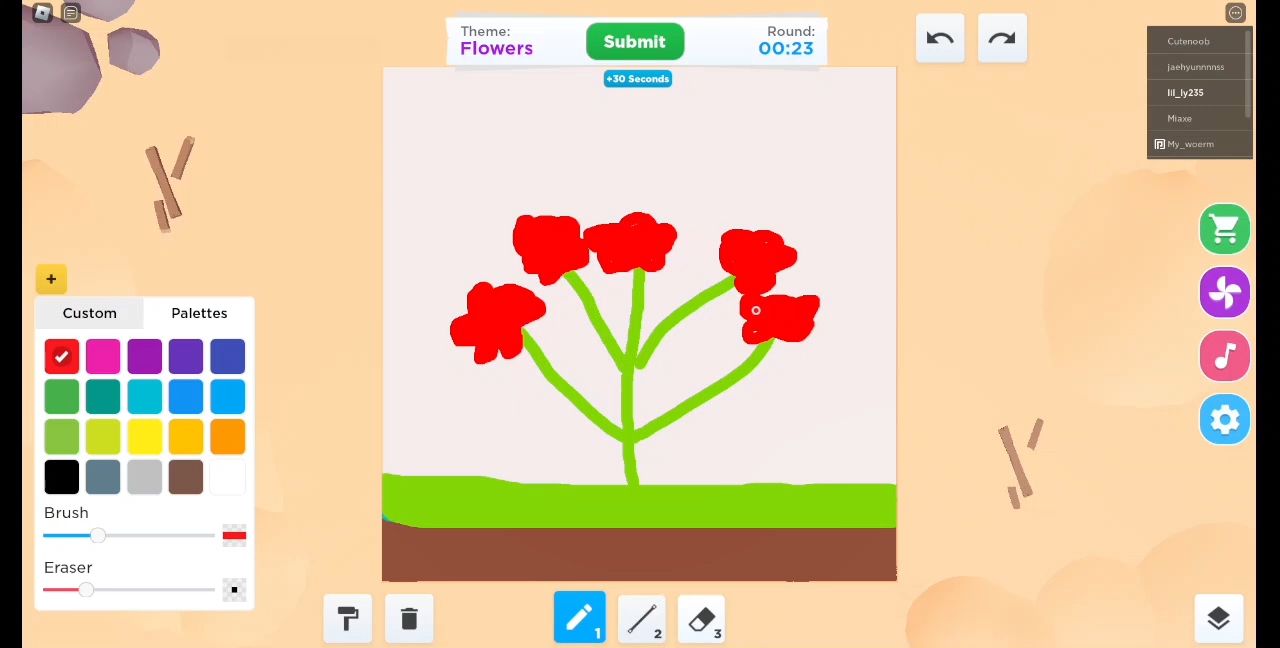 Theme:
Flowers
Submit
Round:
00:23
+30 Seconds
Cutenoob
jaehyunnnnss
lil_ly235
Miaxe
My_woerm
+
Custom
Palettes
Brush
Eraser
1
2
3